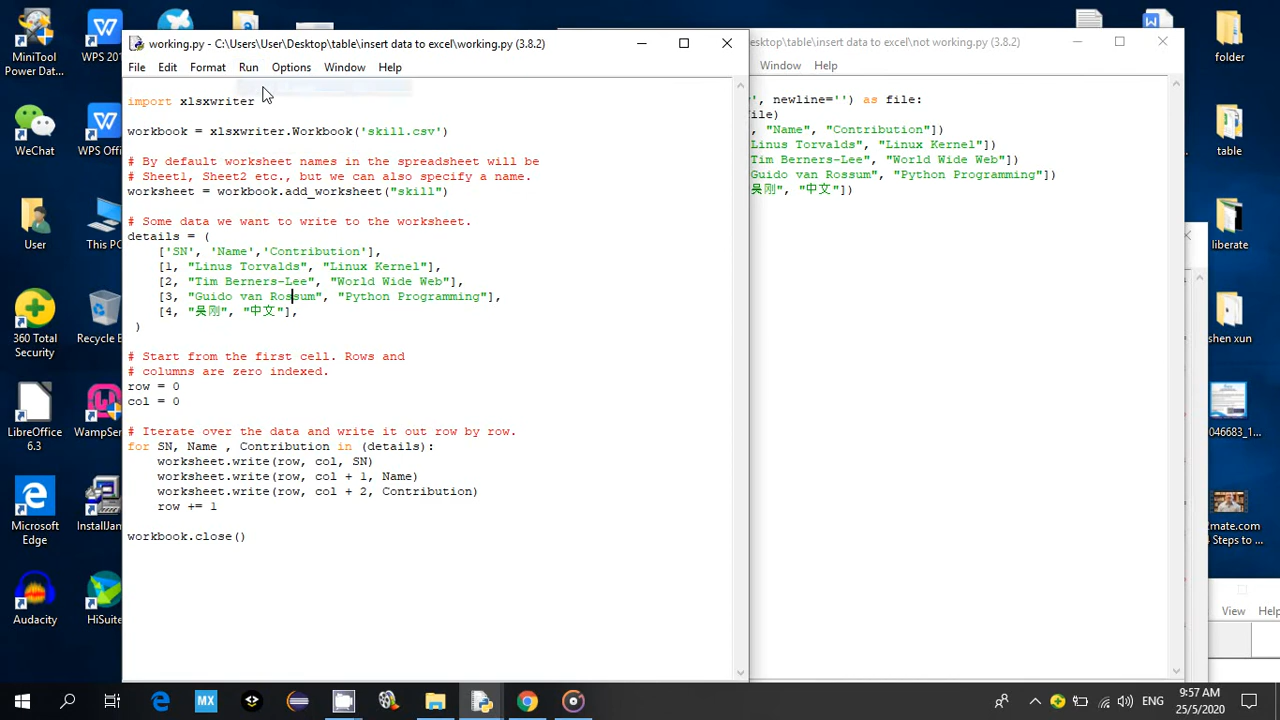 MiniTool
Power Dat...
WPS 201
folder
working.py - C:\Users\User\Desktop\table\insert data to excel\working.py (3.8.2)
esktop\table\insert data to excel\not working.py (3.8.2)
File Edit Format Run Options Window Help
Window Help
import xlsxwriter
workbook = xlsxwriter.Workbook('skill.csv')
# By default worksheet names in the spreadsheet will be
# Sheet1, Sheet2 etc., but we can also specify a name.
worksheet = workbook.add_worksheet("skill")
# Some data we want to write to the worksheet.
details = (
['SN', 'Name','Contribution'],
[1, "Linus Torvalds", "Linux Kernel"],
[2, "Tim Berners-Lee", "World Wide Web"],
[3, "Guido van Rossum", "Python Programming"],
[4, "吴刚", "中文"],
)
# Start from the first cell. Rows and
# columns are zero indexed.
row = 0
col = 0
# Iterate over the data and write it out row by row.
for SN, Name , Contribution in (details):
worksheet.write(row, col, SN)
worksheet.write(row, col + 1, Name)
worksheet.write(row, col + 2, Contribution)
row += 1
workbook.close()
', newline='') as file:
ile)
, "Name", "Contribution"])
Linus Torvalds", "Linux Kernel"])
Tim Berners-Lee", "World Wide Web"])
Guido van Rossum", "Python Programming"])
吴刚", "中文"])
WeChat
WPS Offi
table
User
This PC
liberate
360 Total
Security
Recycle E
shen xun
LibreOffice
6.3
WampSer
046683_1...
Microsoft
Edge
InstallJan
2mate.com
4 Steps to ...
Audacity
HiSuite
View Help
MX
ENG
9:57 AM
25/5/2020